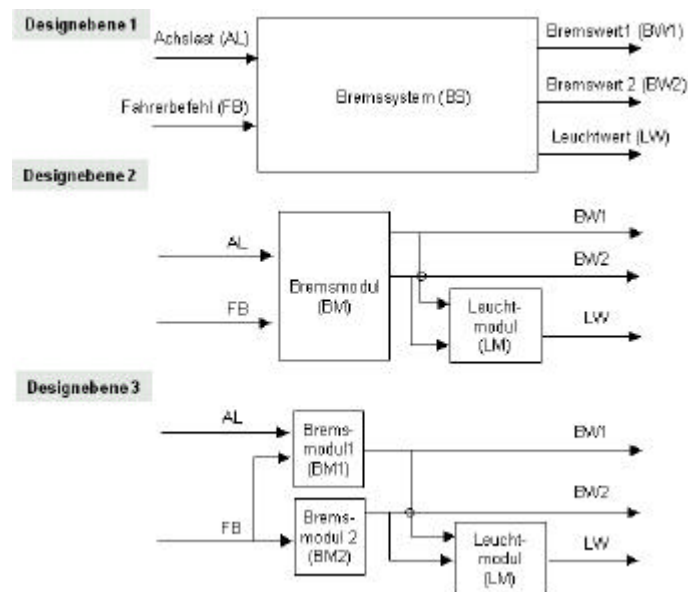 Designebene 1
Achslast (AL)
Fahrerbefehl (FB)
Bremssystem (BS)
Bremswert1 (BW1)
Bremswert 2 (BW2)
Leuchtwert (LW)
Designebene 2
AL
FB
Bremsmodul
(BM)
BW1
BW2
Leucht-
modul
(LM)
LW
Designebene 3
AL
FB
Brems-
modul1
(BM1)
Brems-
modul 2
(BM2)
BW1
BW2
Leucht-
modul
(LM)
LW